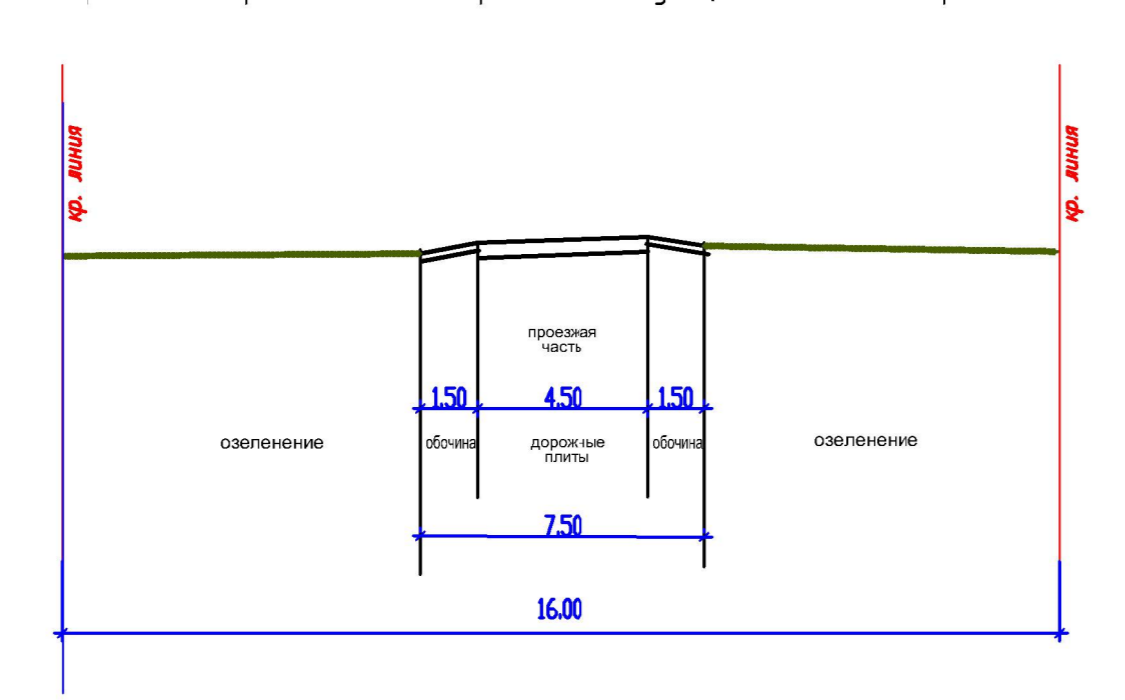 кр. линия
кр. линия
проезжая
часть
1.50
4.50
1.50
озеленение
обочина
дорожные
плиты
обочина
озеленение
7.50
16.00